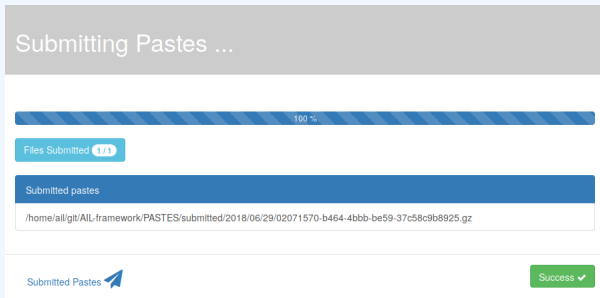 Submitting Pastes ...
100 %
Files Submitted 1 / 1
Submitted pastes
/home/ail/git/AIL-framework/PASTES/submitted/2018/06/29/02071570-b464-4bbb-be59-37c58c9b8925.gz
Submitted Pastes
Success